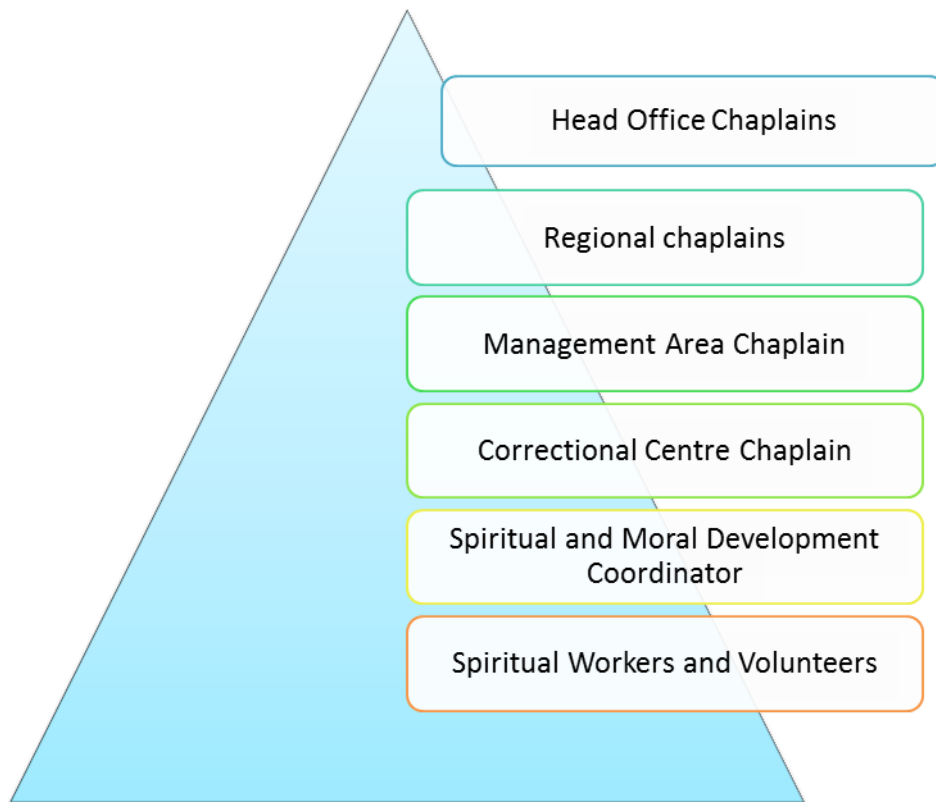 Head Office Chaplains
Regional chaplains
Management Area Chaplain
Correctional Centre Chaplain
Spiritual and Moral Development
Coordinator
Spiritual Workers and Volunteers